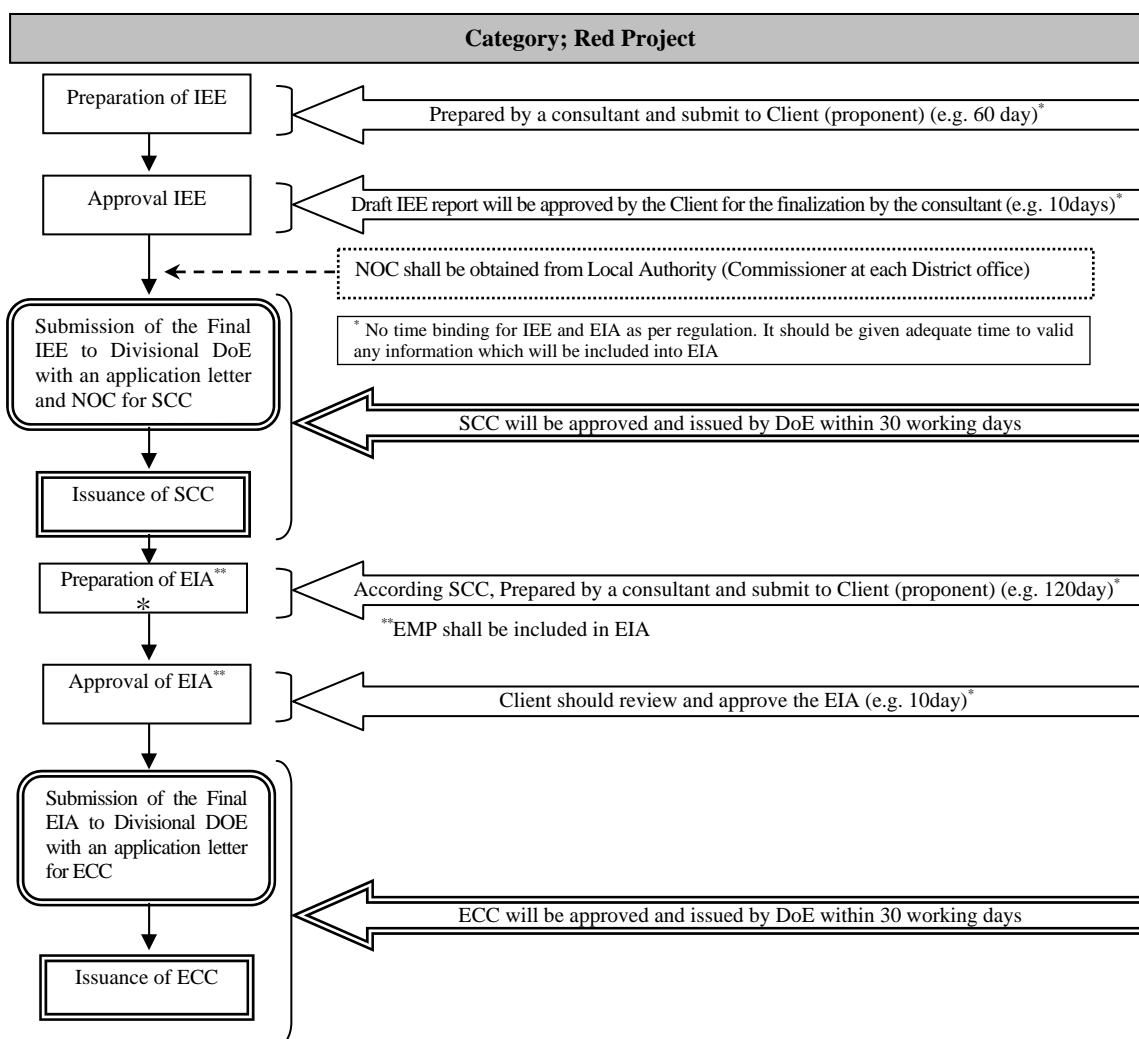 Category; Red Project
Preparation of IEE
Prepared by a consultant and submit to Client (proponent) (e.g. 60 day)*
Approval IEE
Draft IEE report will be approved by the Client for the finalization by the consultant (e.g. 10days)*
NOC shall be obtained from Local Authority (Commissioner at each District office)
Submission of the Final
IEE to Divisional DoE
with an application letter
and NOC for SCC
* No time binding for IEE and EIA as per regulation. It should be given adequate time to valid
any information which will be included into EIA
SCC will be approved and issued by DoE within 30 working days
Issuance of SCC
Preparation of EIA**
*
According SCC, Prepared by a consultant and submit to Client (proponent) (e.g. 120day)*
**EMP shall be included in EIA
Approval of EIA**
Client should review and approve the EIA (e.g. 10day)*
Submission of the Final
EIA to Divisional DOE
with an application letter
for ECC
ECC will be approved and issued by DoE within 30 working days
Issuance of ECC